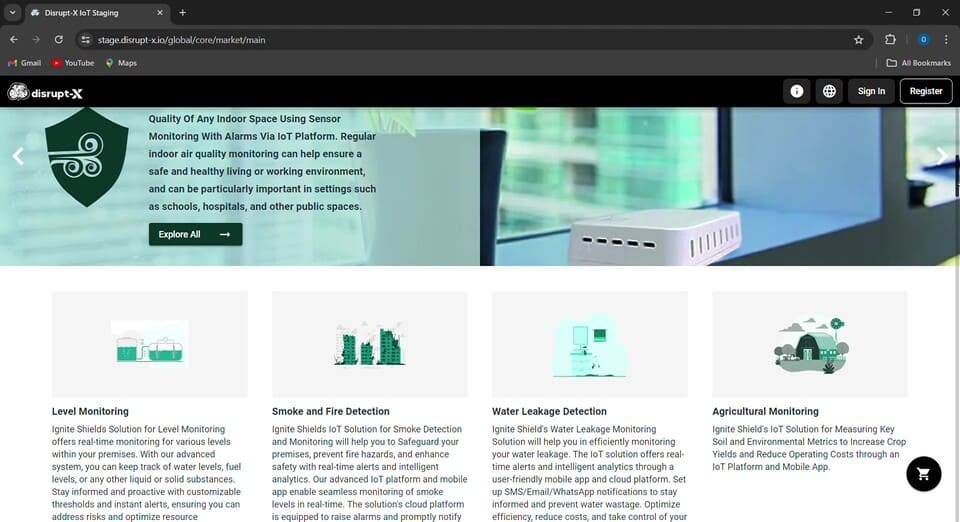 Disrupt-X IoT Staging
stage.disrupt-x.io/global/core/market/main
O
Gmail
YouTube
Maps
All Bookmarks
disrupt-X
Sign In
Register
Quality Of Any Indoor Space Using Sensor
Monitoring With Alarms Via IoT Platform. Regular
indoor air quality monitoring can help ensure a
safe and healthy living or working environment,
and can be particularly important in settings such
as schools, hospitals, and other public spaces.
Explore All
Level Monitoring
Ignite Shields Solution for Level Monitoring
offers real-time monitoring for various levels
within your premises. With our advanced
system, you can keep track of water levels, fuel
levels, or any other liquid or solid substances.
Stay informed and proactive with customizable
thresholds and instant alerts, ensuring you can
address risks and optimize resource
Smoke and Fire Detection
Ignite Shields IoT Solution for Smoke Detection
and Monitoring will help you to Safeguard your
premises, prevent fire hazards, and enhance
safety with real-time alerts and intelligent
analytics. Our advanced IoT platform and mobile
app enable seamless monitoring of smoke
levels in real-time. The solution's cloud platform
is equipped to raise alarms and promptly notify
Water Leakage Detection
Ignite Shield's Water Leakage Monitoring
Solution will help you in efficiently monitoring
your water leakage. The IoT solution offers real-
time alerts and intelligent analytics through a
user-friendly mobile app and cloud platform. Set
up SMS/Email/WhatsApp notifications to stay
informed and prevent water wastage. Optimize
efficiency, reduce costs, and take control of your
Agricultural Monitoring
Ignite Shield's IoT Solution for Measuring Key
Soil and Environmental Metrics to Increase Crop
Yields and Reduce Operating Costs through an
IoT Platform and Mobile App.